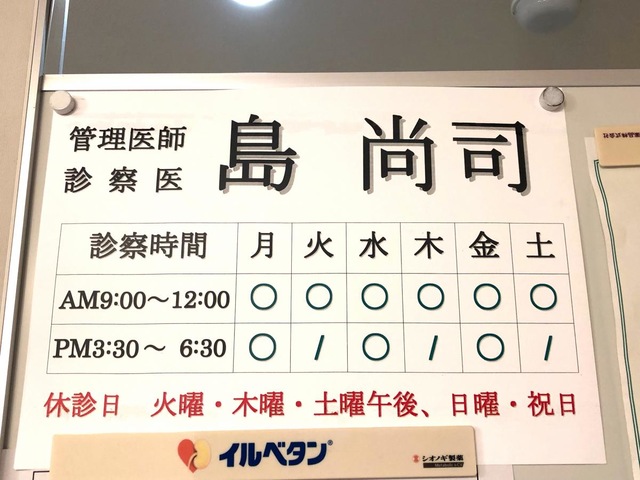 管理医師
診察医
島 尚司
診察時間 月 火 水 木 金 土
AM9:00〜12:00 ○ ○ ○ ○ ○ ○
PM3:30〜 6:30 ○ / ○ / ○ /
休診日 火曜・木曜・土曜午後、日曜・祝日
イルベタン®
シオノギ製薬